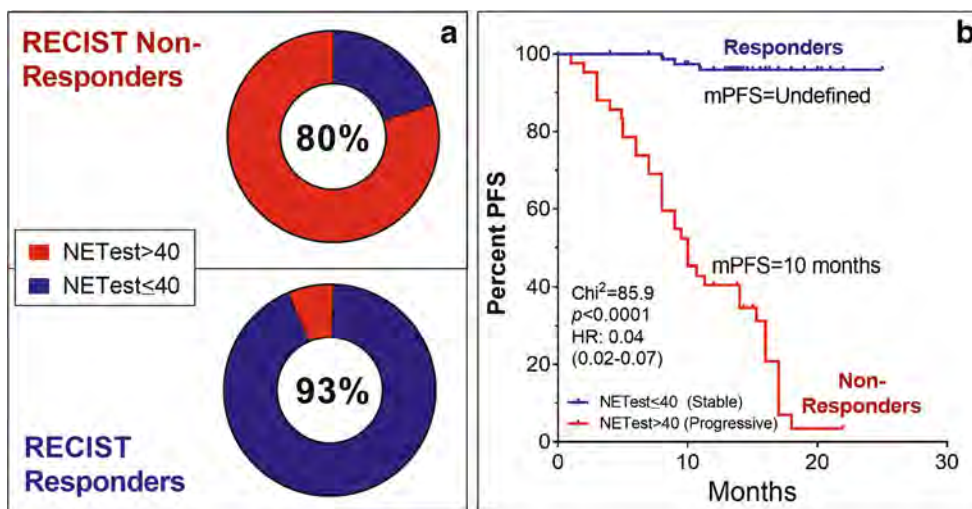 a
RECIST Non-
Responders
80%
NETest>40
NETest≤40
93%
RECIST
Responders
b
Percent PFS
100
80
60
40
20
0
Responders
mPFS=Undefined
mPFS=10 months
Chi²=85.9
p<0.0001
HR: 0.04
(0.02-0.07)
NETest≤40 (Stable)
NETest>40 (Progressive)
Non-
Responders
0 10 20 30
Months